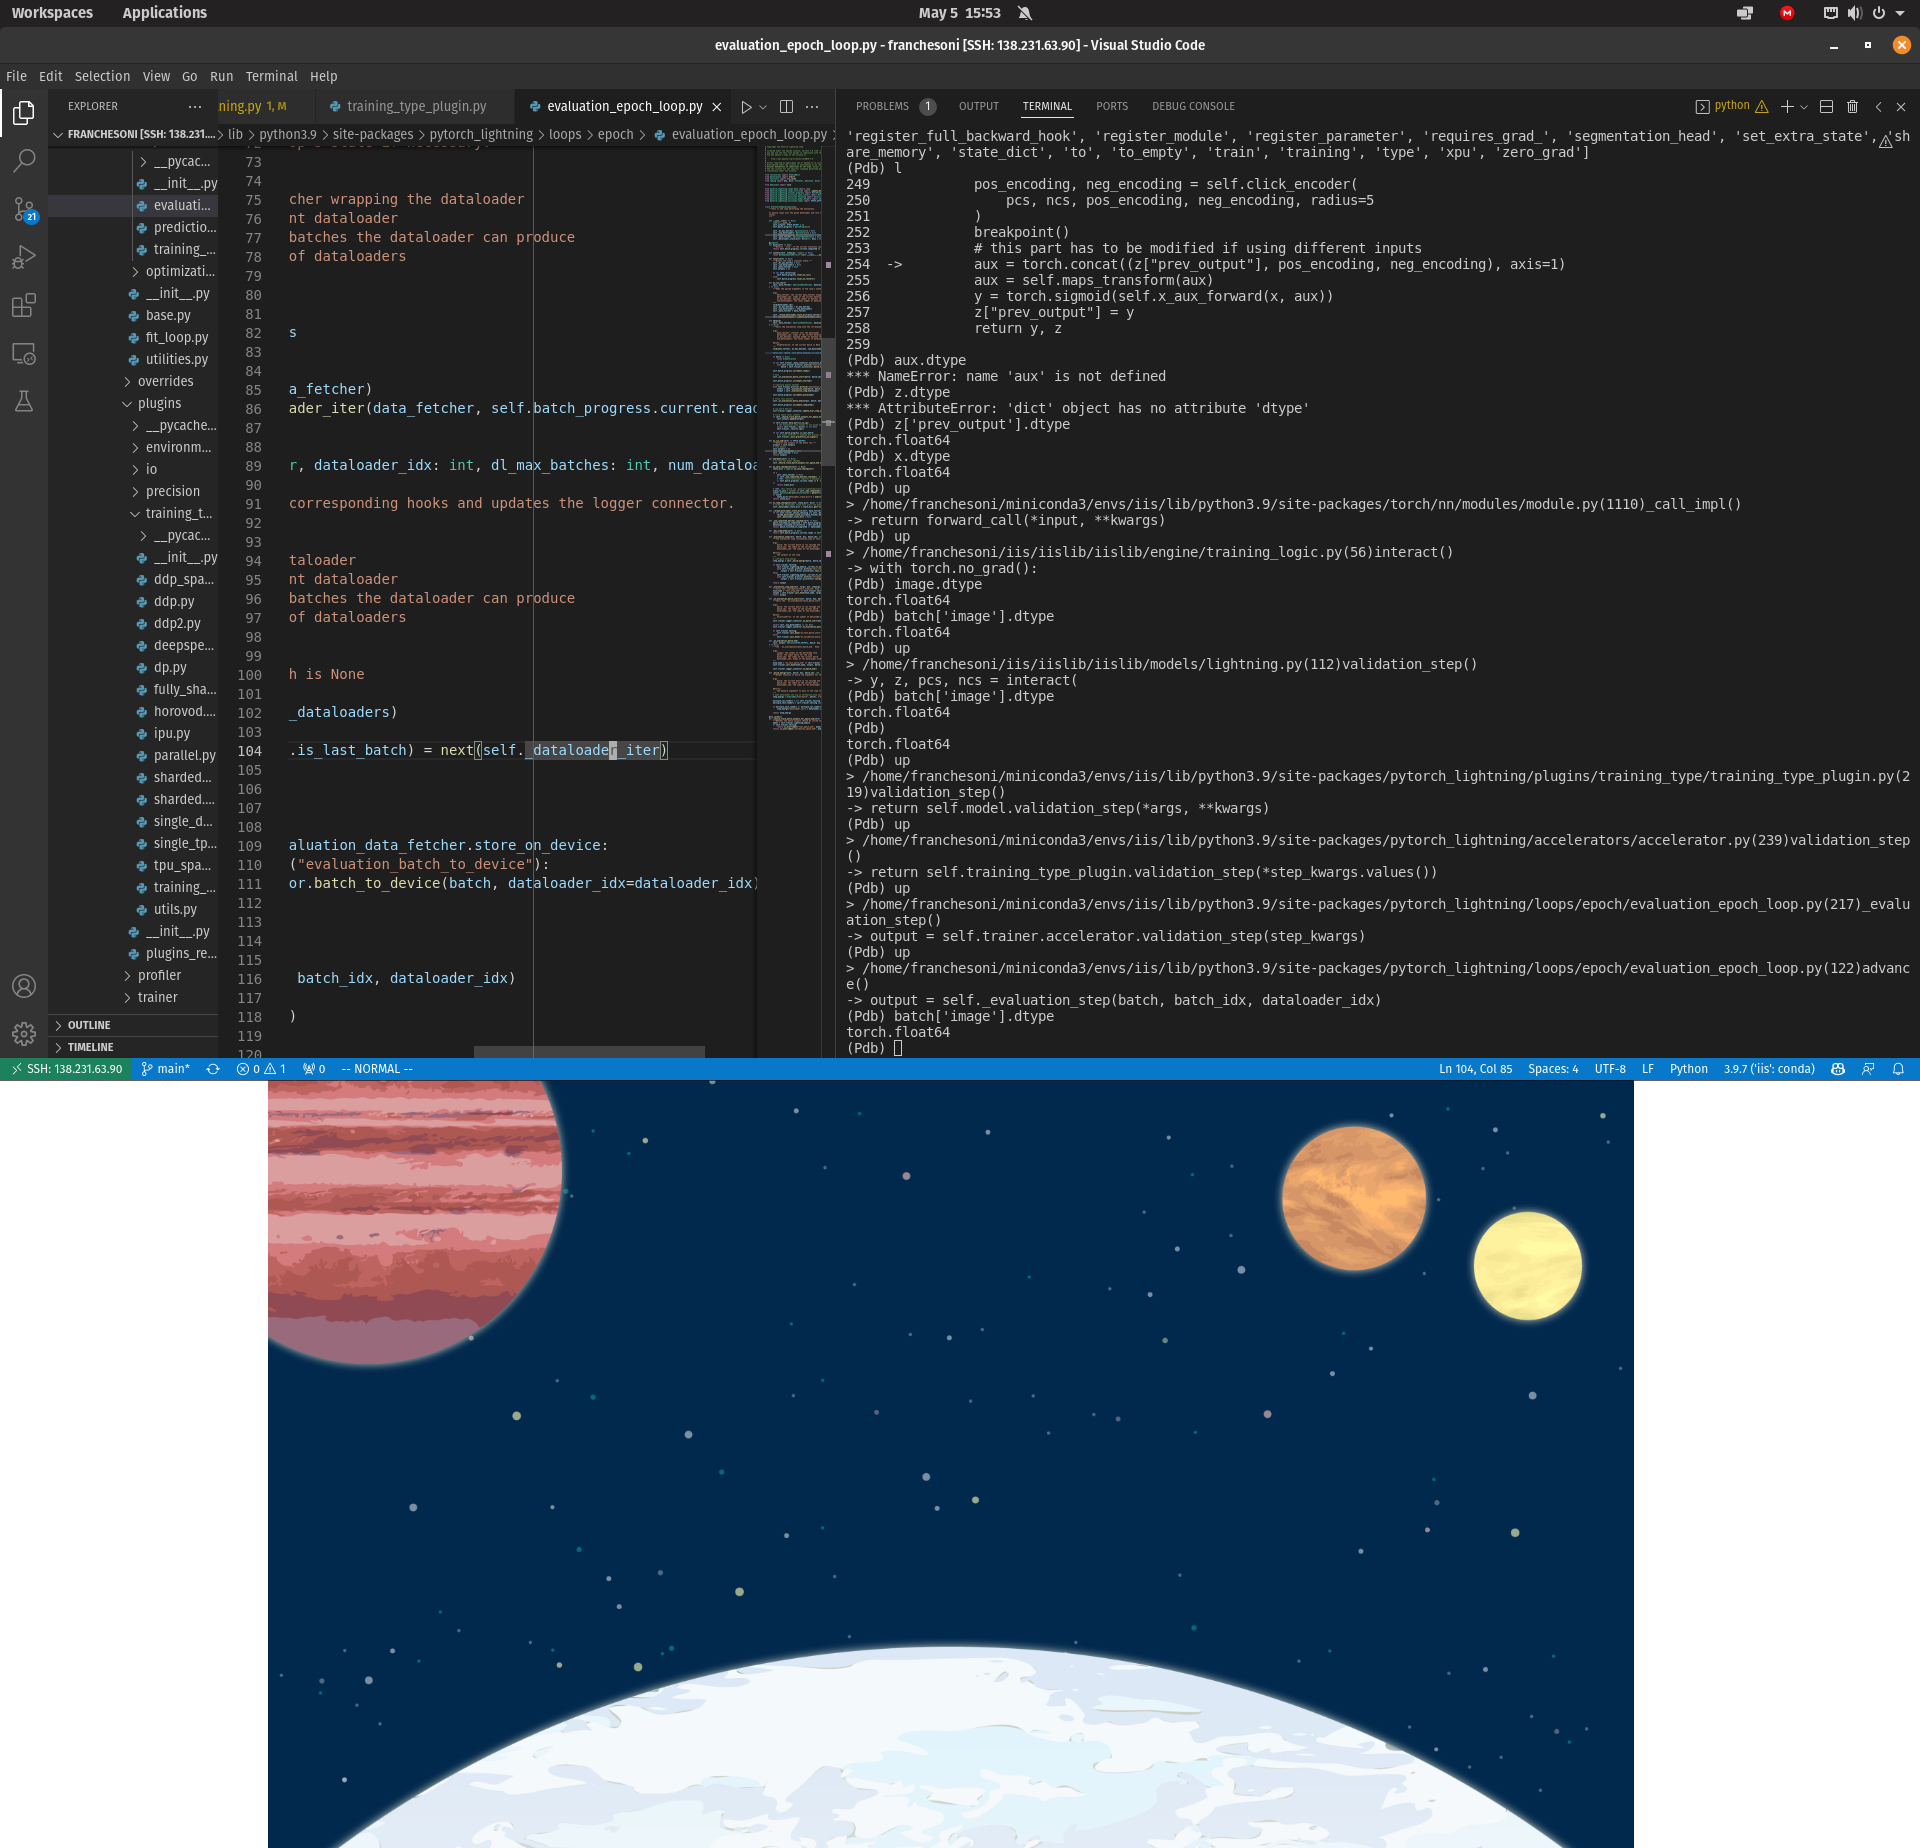 Workspaces Applications May 5 15:53
evaluation_epoch_loop.py - franchesoni [SSH: 138.231.63.90] - Visual Studio Code
File Edit Selection View Go Run Terminal Help
EXPLORER
FRANCHESONI [SSH: 138.231....
__pycac...
__init__.py
evaluati...
predictio...
training_...
optimizati...
__init__.py
base.py
fit_loop.py
utilities.py
overrides
plugins
__pycache...
environm...
io
precision
training_t...
__pycac...
__init__.py
ddp_spa...
ddp.py
ddp2.py
deepspe...
dp.py
fully_sha...
horovod....
ipu.py
parallel.py
sharded....
sharded....
single_d...
single_tp...
tpu_spa...
training_...
utils.py
__init__.py
plugins_re...
profiler
trainer
OUTLINE
TIMELINE
ning.py 1, M training_type_plugin.py evaluation_epoch_loop.py
lib > python3.9 > site-packages > pytorch_lightning > loops > epoch > evaluation_epoch_loop.py
73
74
75 cher wrapping the dataloader
76 nt dataloader
77 batches the dataloader can produce
78 of dataloaders
79
80
81
82 s
83
84
85 a_fetcher)
86 ader_iter(data_fetcher, self.batch_progress.current.read
87
88
89 r, dataloader_idx: int, dl_max_batches: int, num_dataloa
90
91 corresponding hooks and updates the logger connector.
92
93
94 taloader
95 nt dataloader
96 batches the dataloader can produce
97 of dataloaders
98
99
100 h is None
101
102 _dataloaders)
103
104 .is_last_batch) = next(self._dataloader_iter)
105
106
107
108
109 aluation_data_fetcher.store_on_device:
110 ("evaluation_batch_to_device"):
111 or.batch_to_device(batch, dataloader_idx=dataloader_idx)
112
113
114
115
116 batch_idx, dataloader_idx)
117
118 )
119
120
PROBLEMS 1 OUTPUT TERMINAL PORTS DEBUG CONSOLE python
'register_full_backward_hook', 'register_module', 'register_parameter', 'requires_grad_', 'segmentation_head', 'set_extra_state', 'sh
are_memory', 'state_dict', 'to', 'to_empty', 'train', 'training', 'type', 'xpu', 'zero_grad']
(Pdb) l
249 pos_encoding, neg_encoding = self.click_encoder(
250 pcs, ncs, pos_encoding, neg_encoding, radius=5
251 )
252 breakpoint()
253 # this part has to be modified if using different inputs
254 -> aux = torch.concat((z["prev_output"], pos_encoding, neg_encoding), axis=1)
255 aux = self.maps_transform(aux)
256 y = torch.sigmoid(self.x_aux_forward(x, aux))
257 z["prev_output"] = y
258 return y, z
259
(Pdb) aux.dtype
*** NameError: name 'aux' is not defined
(Pdb) z.dtype
*** AttributeError: 'dict' object has no attribute 'dtype'
(Pdb) z['prev_output'].dtype
torch.float64
(Pdb) x.dtype
torch.float64
(Pdb) up
> /home/franchesoni/miniconda3/envs/iis/lib/python3.9/site-packages/torch/nn/modules/module.py(1110)_call_impl()
-> return forward_call(*input, **kwargs)
(Pdb) up
> /home/franchesoni/iis/iislib/iislib/engine/training_logic.py(56)interact()
-> with torch.no_grad():
(Pdb) image.dtype
torch.float64
(Pdb) batch['image'].dtype
torch.float64
(Pdb) up
> /home/franchesoni/iis/iislib/iislib/models/lightning.py(112)validation_step()
-> y, z, pcs, ncs = interact(
(Pdb) batch['image'].dtype
torch.float64
(Pdb)
torch.float64
(Pdb) up
> /home/franchesoni/miniconda3/envs/iis/lib/python3.9/site-packages/pytorch_lightning/plugins/training_type/training_type_plugin.py(2
19)validation_step()
-> return self.model.validation_step(*args, **kwargs)
(Pdb) up
> /home/franchesoni/miniconda3/envs/iis/lib/python3.9/site-packages/pytorch_lightning/accelerators/accelerator.py(239)validation_step
()
-> return self.training_type_plugin.validation_step(*step_kwargs.values())
(Pdb) up
> /home/franchesoni/miniconda3/envs/iis/lib/python3.9/site-packages/pytorch_lightning/loops/epoch/evaluation_epoch_loop.py(217)_evalu
ation_step()
-> output = self.trainer.accelerator.validation_step(step_kwargs)
(Pdb) up
> /home/franchesoni/miniconda3/envs/iis/lib/python3.9/site-packages/pytorch_lightning/loops/epoch/evaluation_epoch_loop.py(122)advanc
e()
-> output = self._evaluation_step(batch, batch_idx, dataloader_idx)
(Pdb) batch['image'].dtype
torch.float64
(Pdb)
SSH: 138.231.63.90 main* 0 1 0 -- NORMAL -- Ln 104, Col 85 Spaces: 4 UTF-8 LF Python 3.9.7 ('iis': conda)